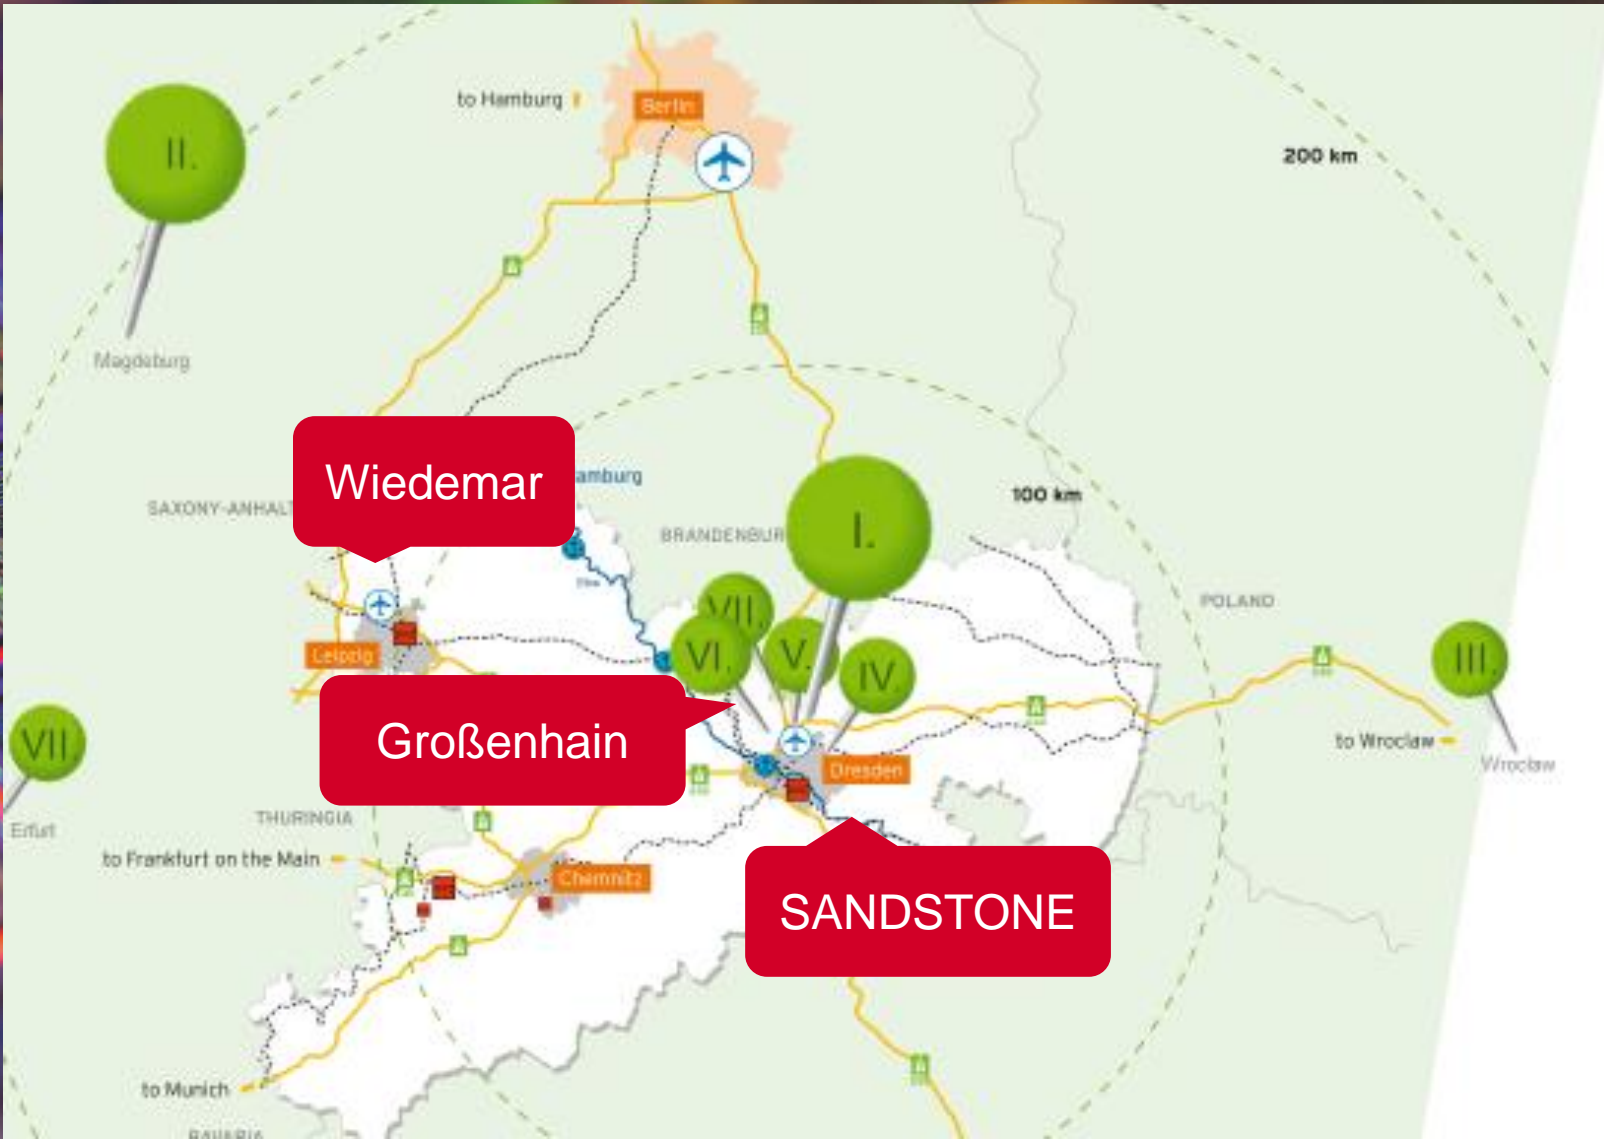 to Hamburg
Berlin
200 km
II.
Magdeburg
Wiedemar
amburg
100 km
SAXONY-ANHALT
BRANDENBUR
I.
POLAND
VII.
VI.
V.
IV.
III.
Leipzig
Großenhain
VII
to Wroclaw
Wroclaw
Dresden
Erfurt
THURINGIA
to Frankfurt on the Main
Chemnitz
SANDSTONE
to Munich
BAVARIA